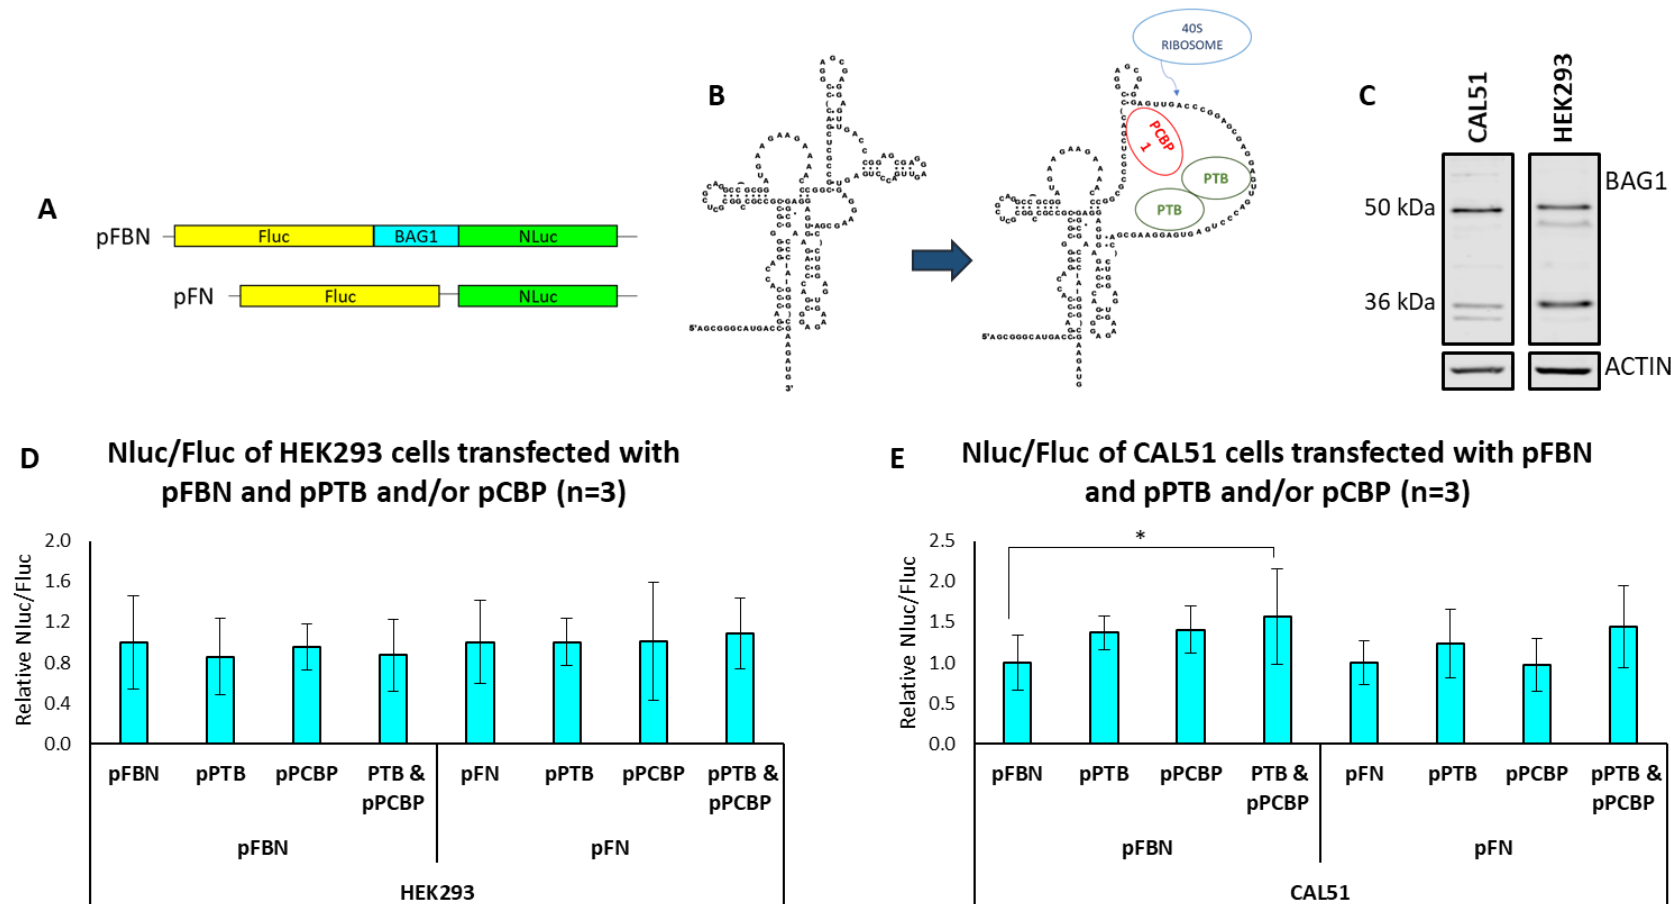 A
pFBN
Fluc
BAG1
NLuc
pFN
Fluc
NLuc
B
5'AGCGGGCAUGACC
3'
40S
RIBOSOME
PCBP
1
PTB
PTB
5'AGCGGGCAUGACC
C
CAL51
HEK293
BAG1
50 kDa
36 kDa
ACTIN
D
Nluc/Fluc of HEK293 cells transfected with
pFBN and pPTB and/or pCBP (n=3)
Relative Nluc/Fluc
2.0
1.6
1.2
0.8
0.4
0.0
pFBN
pPTB
pPCBP
PTB &
pPCBP
pFN
pPTB
pPCBP
pPTB &
pPCBP
pFBN
pFN
HEK293
E
Nluc/Fluc of CAL51 cells transfected with pFBN
and pPTB and/or pCBP (n=3)
Relative Nluc/Fluc
2.5
2.0
1.5
1.0
0.5
0.0
*
pFBN
pPTB
pPCBP
PTB &
pPCBP
pFN
pPTB
pPCBP
pPTB &
pPCBP
pFBN
pFN
CAL51